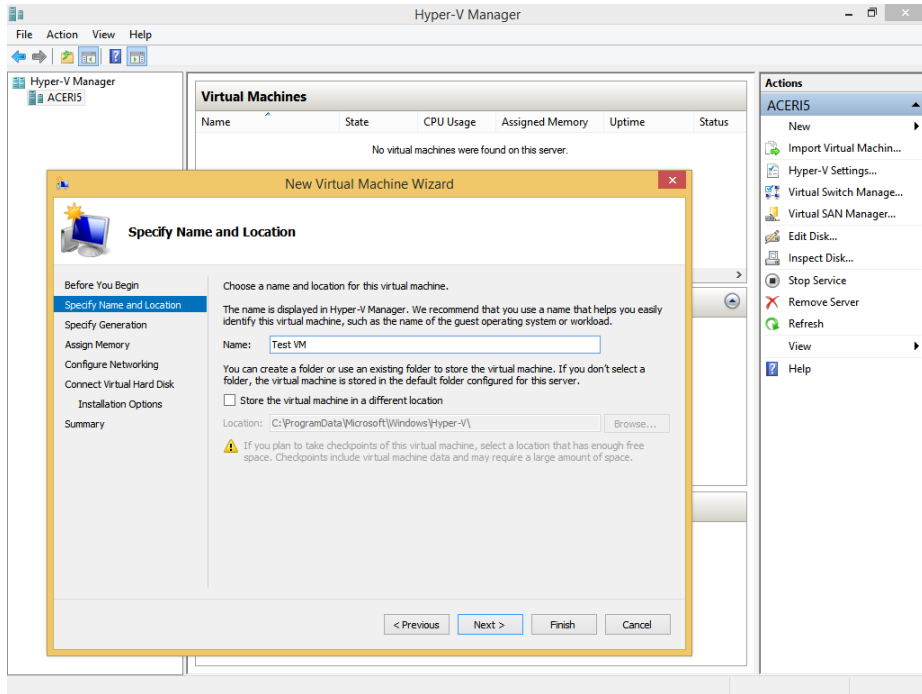 Hyper-V Manager
File Action View Help
Hyper-V Manager
ACERI5
Virtual Machines
Name State CPU Usage Assigned Memory Uptime Status
No virtual machines were found on this server.
New Virtual Machine Wizard
Specify Name and Location
Before You Begin
Specify Name and Location
Specify Generation
Assign Memory
Configure Networking
Connect Virtual Hard Disk
Installation Options
Summary
Choose a name and location for this virtual machine.
The name is displayed in Hyper-V Manager. We recommend that you use a name that helps you easily
identify this virtual machine, such as the name of the guest operating system or workload.
Name: Test VM
You can create a folder or use an existing folder to store the virtual machine. If you don't select a
folder, the virtual machine is stored in the default folder configured for this server.
Store the virtual machine in a different location
Location: C:\ProgramData\Microsoft\Windows\Hyper-V\ Browse...
If you plan to take checkpoints of this virtual machine, select a location that has enough free
space. Checkpoints include virtual machine data and may require a large amount of space.
< Previous Next > Finish Cancel
Actions
ACERI5
New
Import Virtual Machin...
Hyper-V Settings...
Virtual Switch Manage...
Virtual SAN Manager...
Edit Disk...
Inspect Disk...
Stop Service
Remove Server
Refresh
View
Help